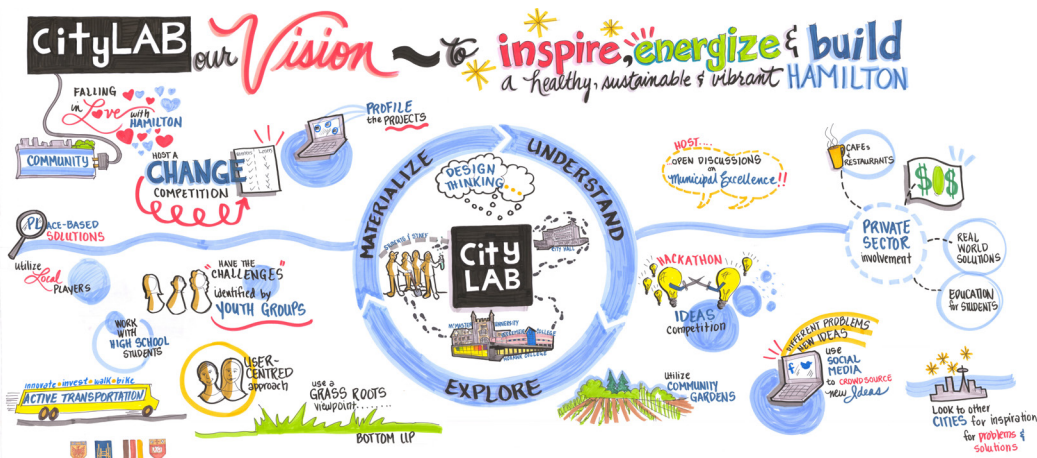 CityLAB our Vision ~ to inspire, energize & build
a healthy, sustainable & vibrant HAMILTON
FALLING
in Love with
HAMILTON
COMMUNITY
HOST A
CHANGE
COMPETITION
PROFILE
the PROJECTS
PLACE-BASED
SOLUTIONS
utilize
Local
PLAYERS
"HAVE THE
CHALLENGES"
identified by
YOUTH GROUPS
WORK
WITH
HIGH SCHOOL
STUDENTS
innovate • invest • walk • bike
ACTIVE TRANSPORTATION
USER-
CENTRED
approach
use a
GRASS ROOTS
viewpoint........
BOTTOM UP
MATERIALIZE
UNDERSTAND
EXPLORE
DESIGN
THINKING...
STUDENTS & STAFF
CITY HALL
City
LAB
McMASTER UNIVERSITY
COLLEGE
MOHAWK COLLEGE
HOST....
OPEN DISCUSSIONS
on
Municipal Excellence!!
HACKATHON
IDEAS
Competition
utilize
COMMUNITY
GARDENS
DIFFERENT PROBLEMS
NEW IDEAS
f
use
SOCIAL
MEDIA
to CROWDSOURCE
new Ideas
CAFES
RESTAURANTS
$0$
PRIVATE
SECTOR
involvement
REAL
WORLD
SOLUTIONS
EDUCATION
for STUDENTS
LOOK to other
CITIES for inspiration
for problems &
solutions